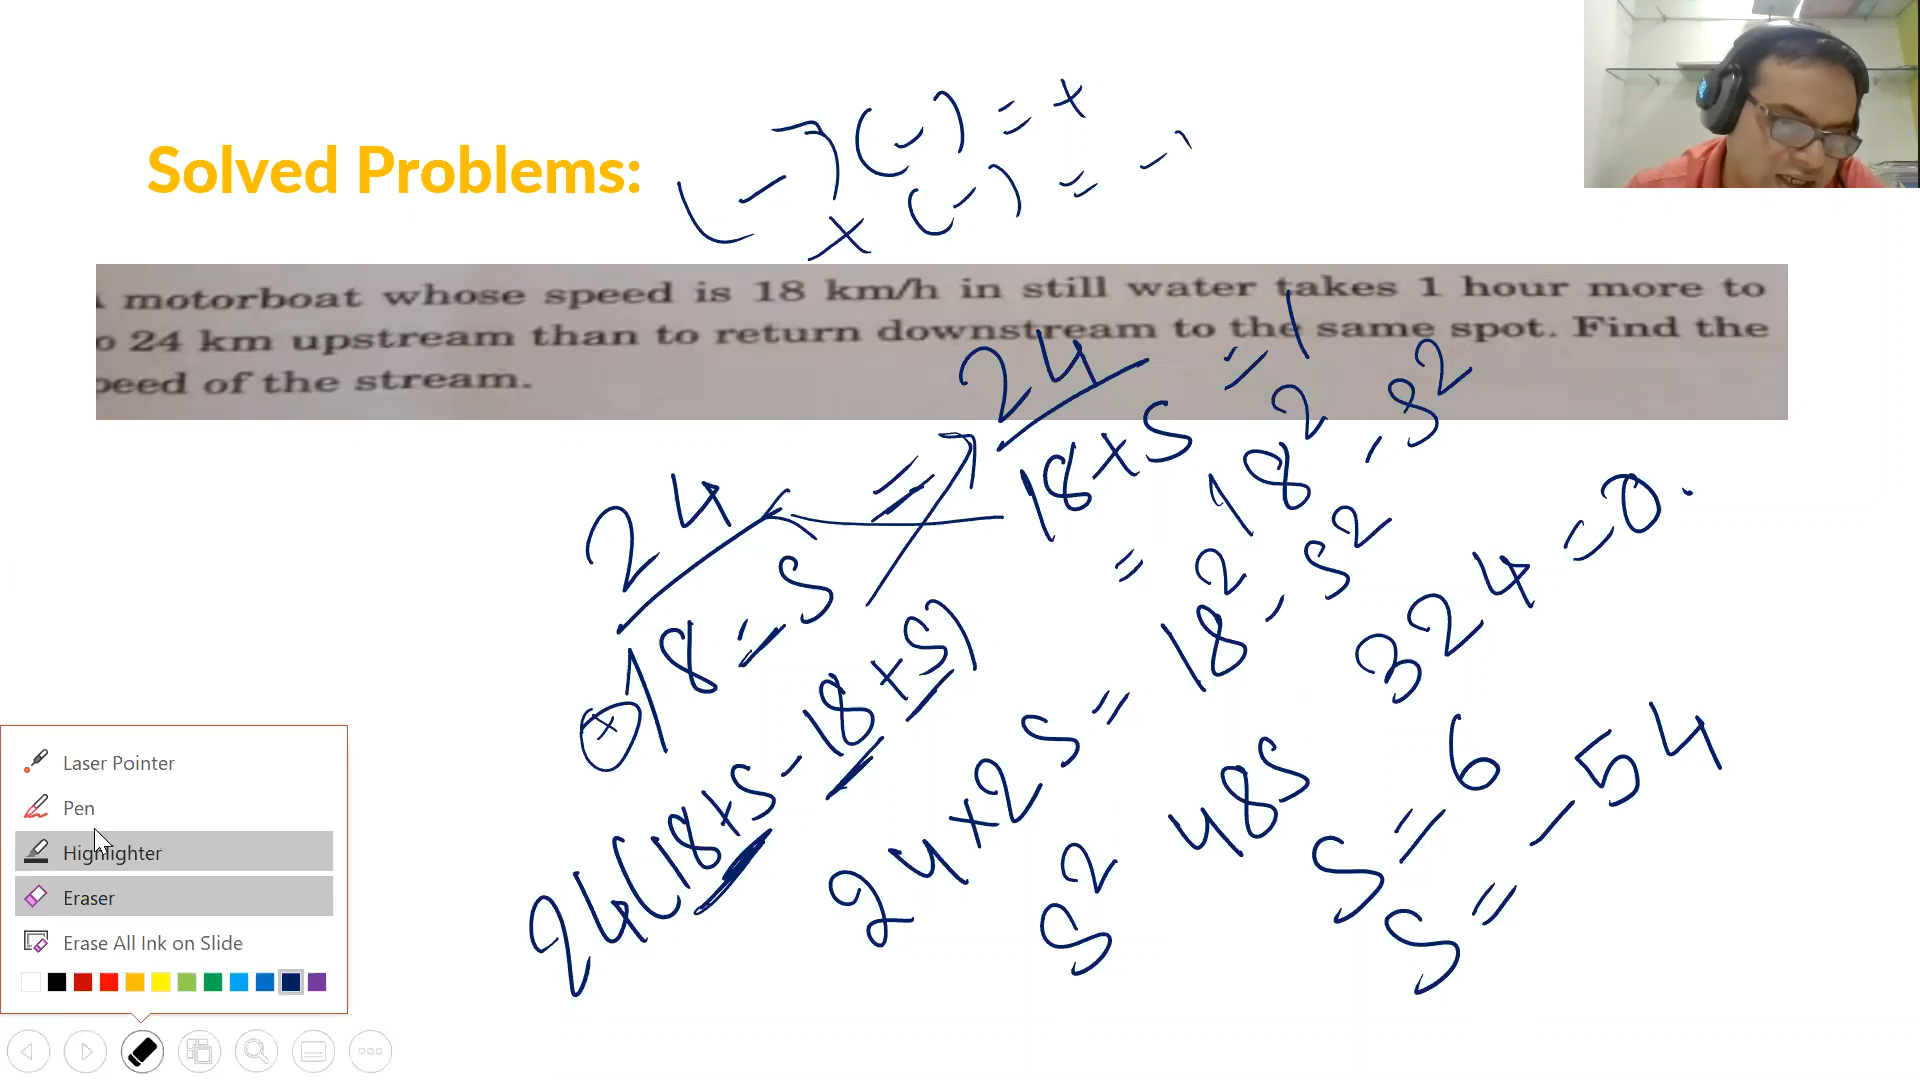 (-)(-) = +
+ (-) = -
Solved Problems:
motorboat whose speed is 18 km/h in still water takes 1 hour more to
o 24 km upstream than to return downstream to the same spot. Find the
peed of the stream.
24 / 18-S = 24 / 18+S = 1
24(18+S-18+S) = 18² - S²
= 18² - S²
24×2S =
S² 48S 324 = 0.
S = 6
S = -54
Laser Pointer
Pen
Highlighter
Eraser
Erase All Ink on Slide